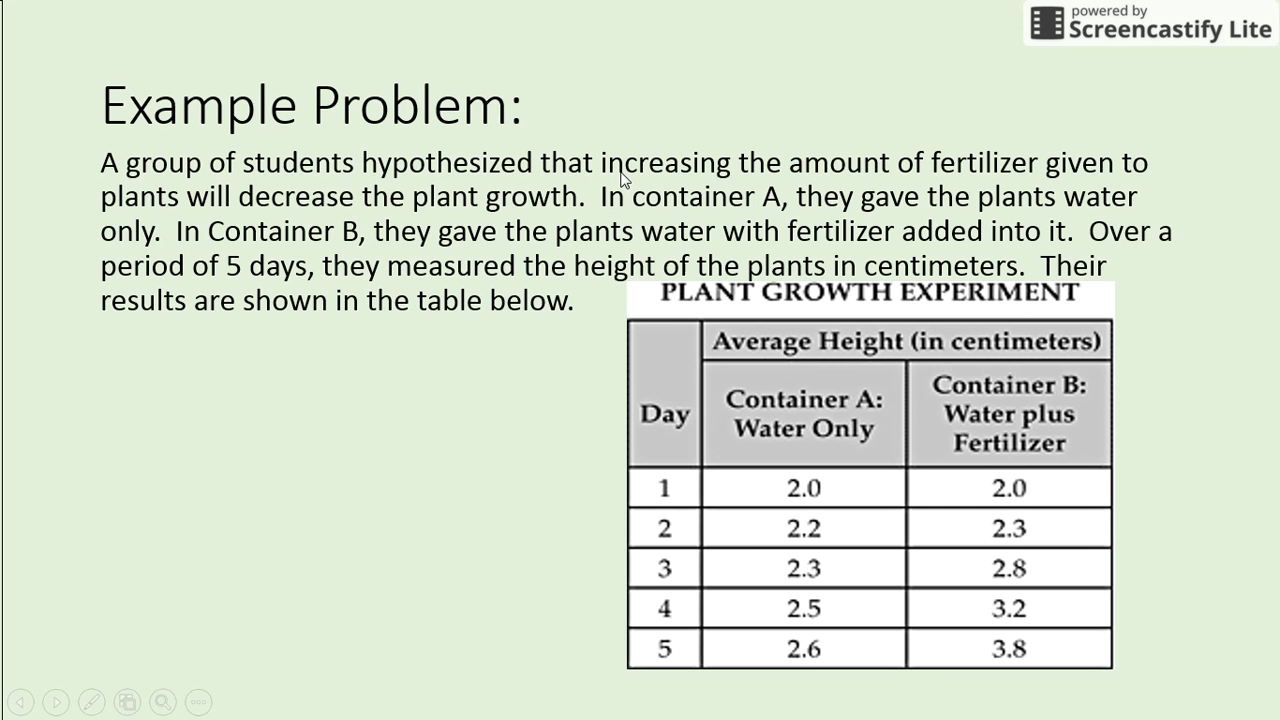 powered by
Screencastify Lite
Example Problem:
A group of students hypothesized that increasing the amount of fertilizer given to
plants will decrease the plant growth.  In container A, they gave the plants water
only.  In Container B, they gave the plants water with fertilizer added into it.  Over a
period of 5 days, they measured the height of the plants in centimeters.  Their
results are shown in the table below.
PLANT GROWTH EXPERIMENT
Average Height (in centimeters)
Day
Container A:
Water Only
Container B:
Water plus
Fertilizer
1 2.0 2.0
2 2.2 2.3
3 2.3 2.8
4 2.5 3.2
5 2.6 3.8